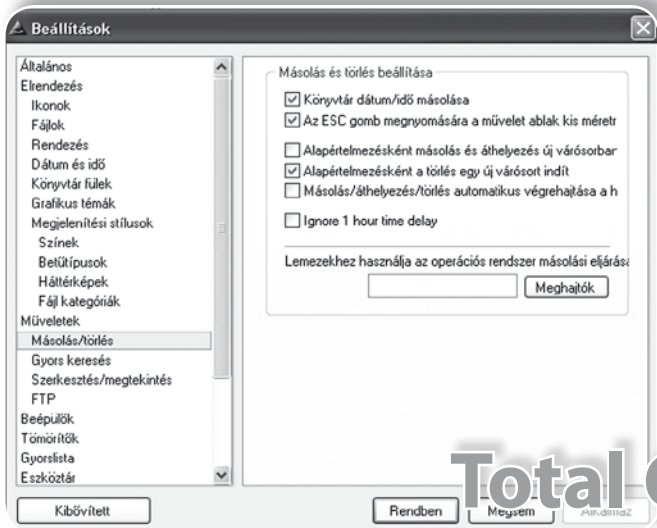 Beállítások
Általános
Elrendezés
Ikonok
Fájlok
Rendezés
Dátum és idő
Könyvtár fülek
Grafikus témák
Megjelenítési stílusok
Színek
Betűtípusok
Háttérképek
Fájl kategóriák
Műveletek
Másolás/törlés
Gyors keresés
Szerkesztés/megtekintés
FTP
Beépülők
Tömörítők
Gyorslista
Eszköztár
Kibővített
Másolás és törlés beállítása
Könyvtár dátum/idő másolása
Az ESC gomb megnyomására a művelet ablak kis méretr
Alapértelmezésként másolás és áthelyezés új városorbar
Alapértelmezésként a törlés egy új városort indít
Másolás/áthelyezés/törlés automatikus végrehajtása a h
Ignore 1 hour time delay
Lemezekhez használja az operációs rendszer másolási eljárása
Meghajtók
Rendben
Mégsem
Alkalmaz
Total